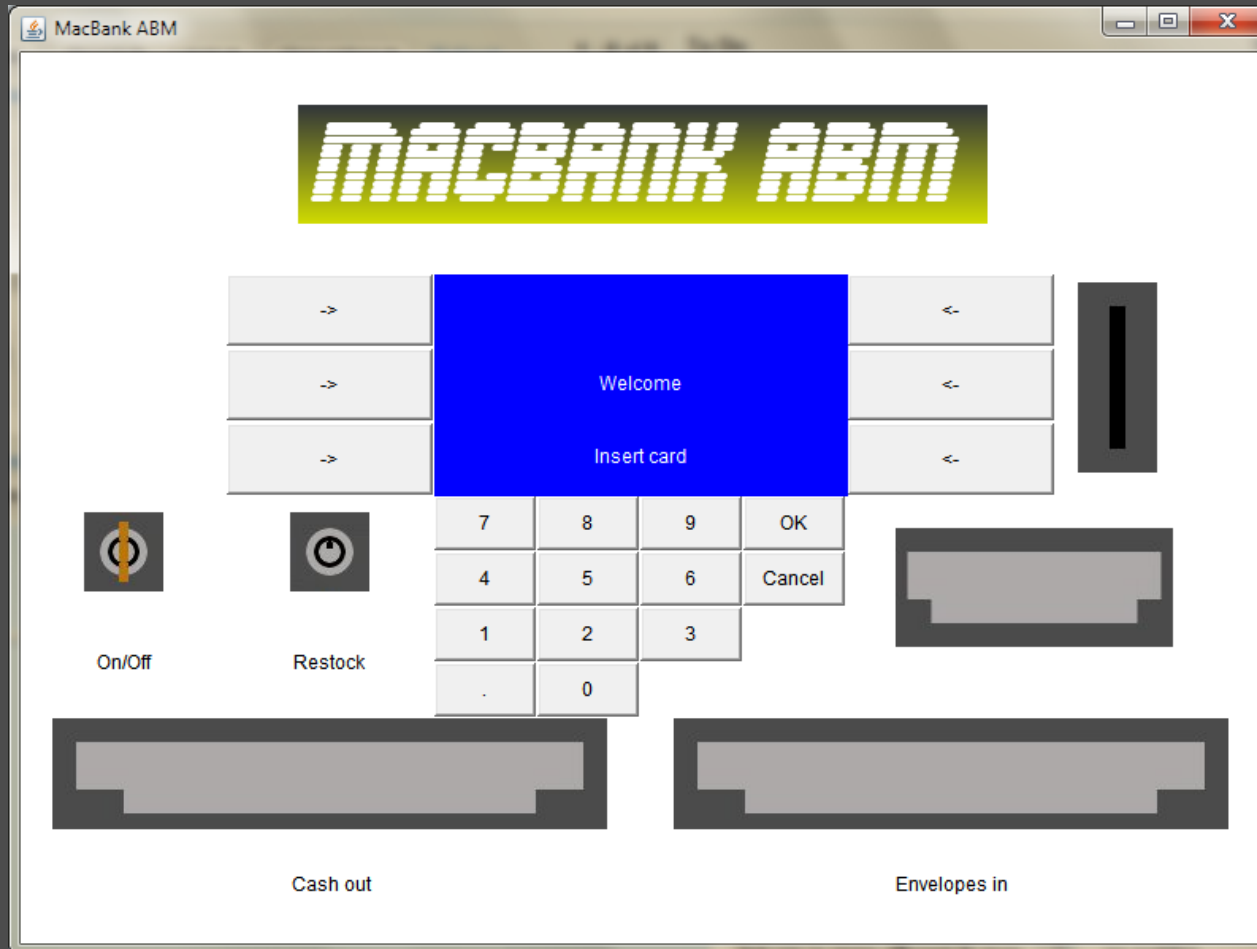 MacBank ABM
MACBANK ABM
-> <-
-> Welcome <-
-> Insert card <-
7 8 9 OK
4 5 6 Cancel
1 2 3
. 0
On/Off Restock
Cash out Envelopes in